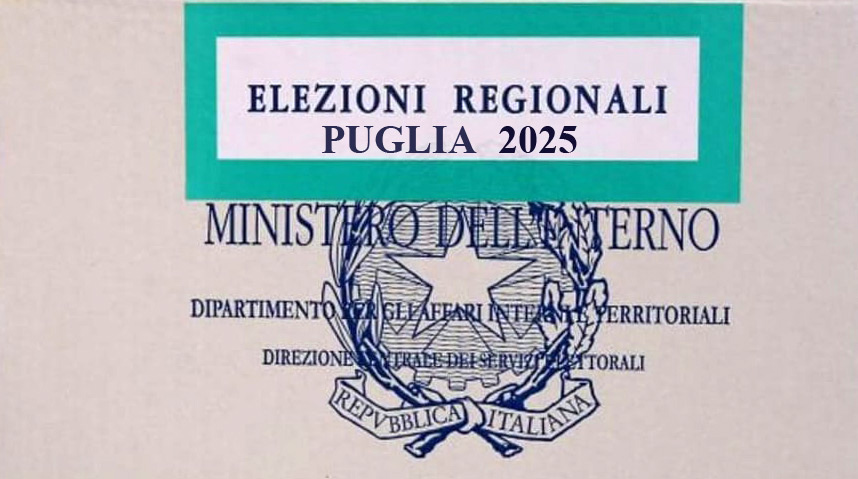 ELEZIONI REGIONALI
PUGLIA 2025
MINISTERO DELL'INTERNO
DIPARTIMENTO PER GLI AFFARI INTERNI E TERRITORIALI
DIREZIONE CENTRALE DEI SERVIZI ELETTORALI
REPVBBLICA ITALIANA